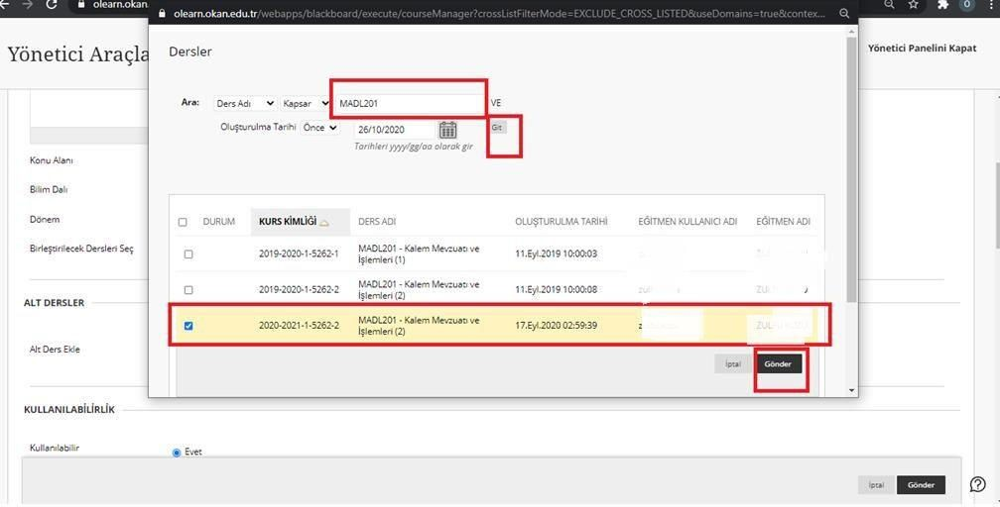 olearn.okan.
olearn.okan.edu.tr/webapps/blackboard/execute/courseManager?crossListFilterMode=EXCLUDE_CROSS_LISTED&useDomains=true&contex...
Yönetici Araçla
Yönetici Panelini Kapat
Dersler
Ara: Ders Adı Kapsar MADL201 VE
Oluşturulma Tarihi Önce 26/10/2020 Git
Tarihleri yyyy/gg/aa olarak gir
Konu Alanı
Bilim Dalı
Dönem
Birleştirilecek Dersleri Seç
ALT DERSLER
Alt Ders Ekle
DURUM KURS KİMLİĞİ DERS ADI OLUŞTURULMA TARİHİ EĞİTMEN KULLANICI ADI EĞİTMEN ADI
2019-2020-1-5262-1 MADL201 - Kalem Mevzuatı ve İşlemleri (1) 11.Eyl.2019 10:00:03
2019-2020-1-5262-2 MADL201 - Kalem Mevzuatı ve İşlemleri (2) 11.Eyl.2019 10:00:08
2020-2021-1-5262-2 MADL201 - Kalem Mevzuatı ve İşlemleri (2) 17.Eyl.2020 02:59:39
İptal Gönder
KULLANILABİLİRLİK
Kullanılabilir Evet
İptal Gönder